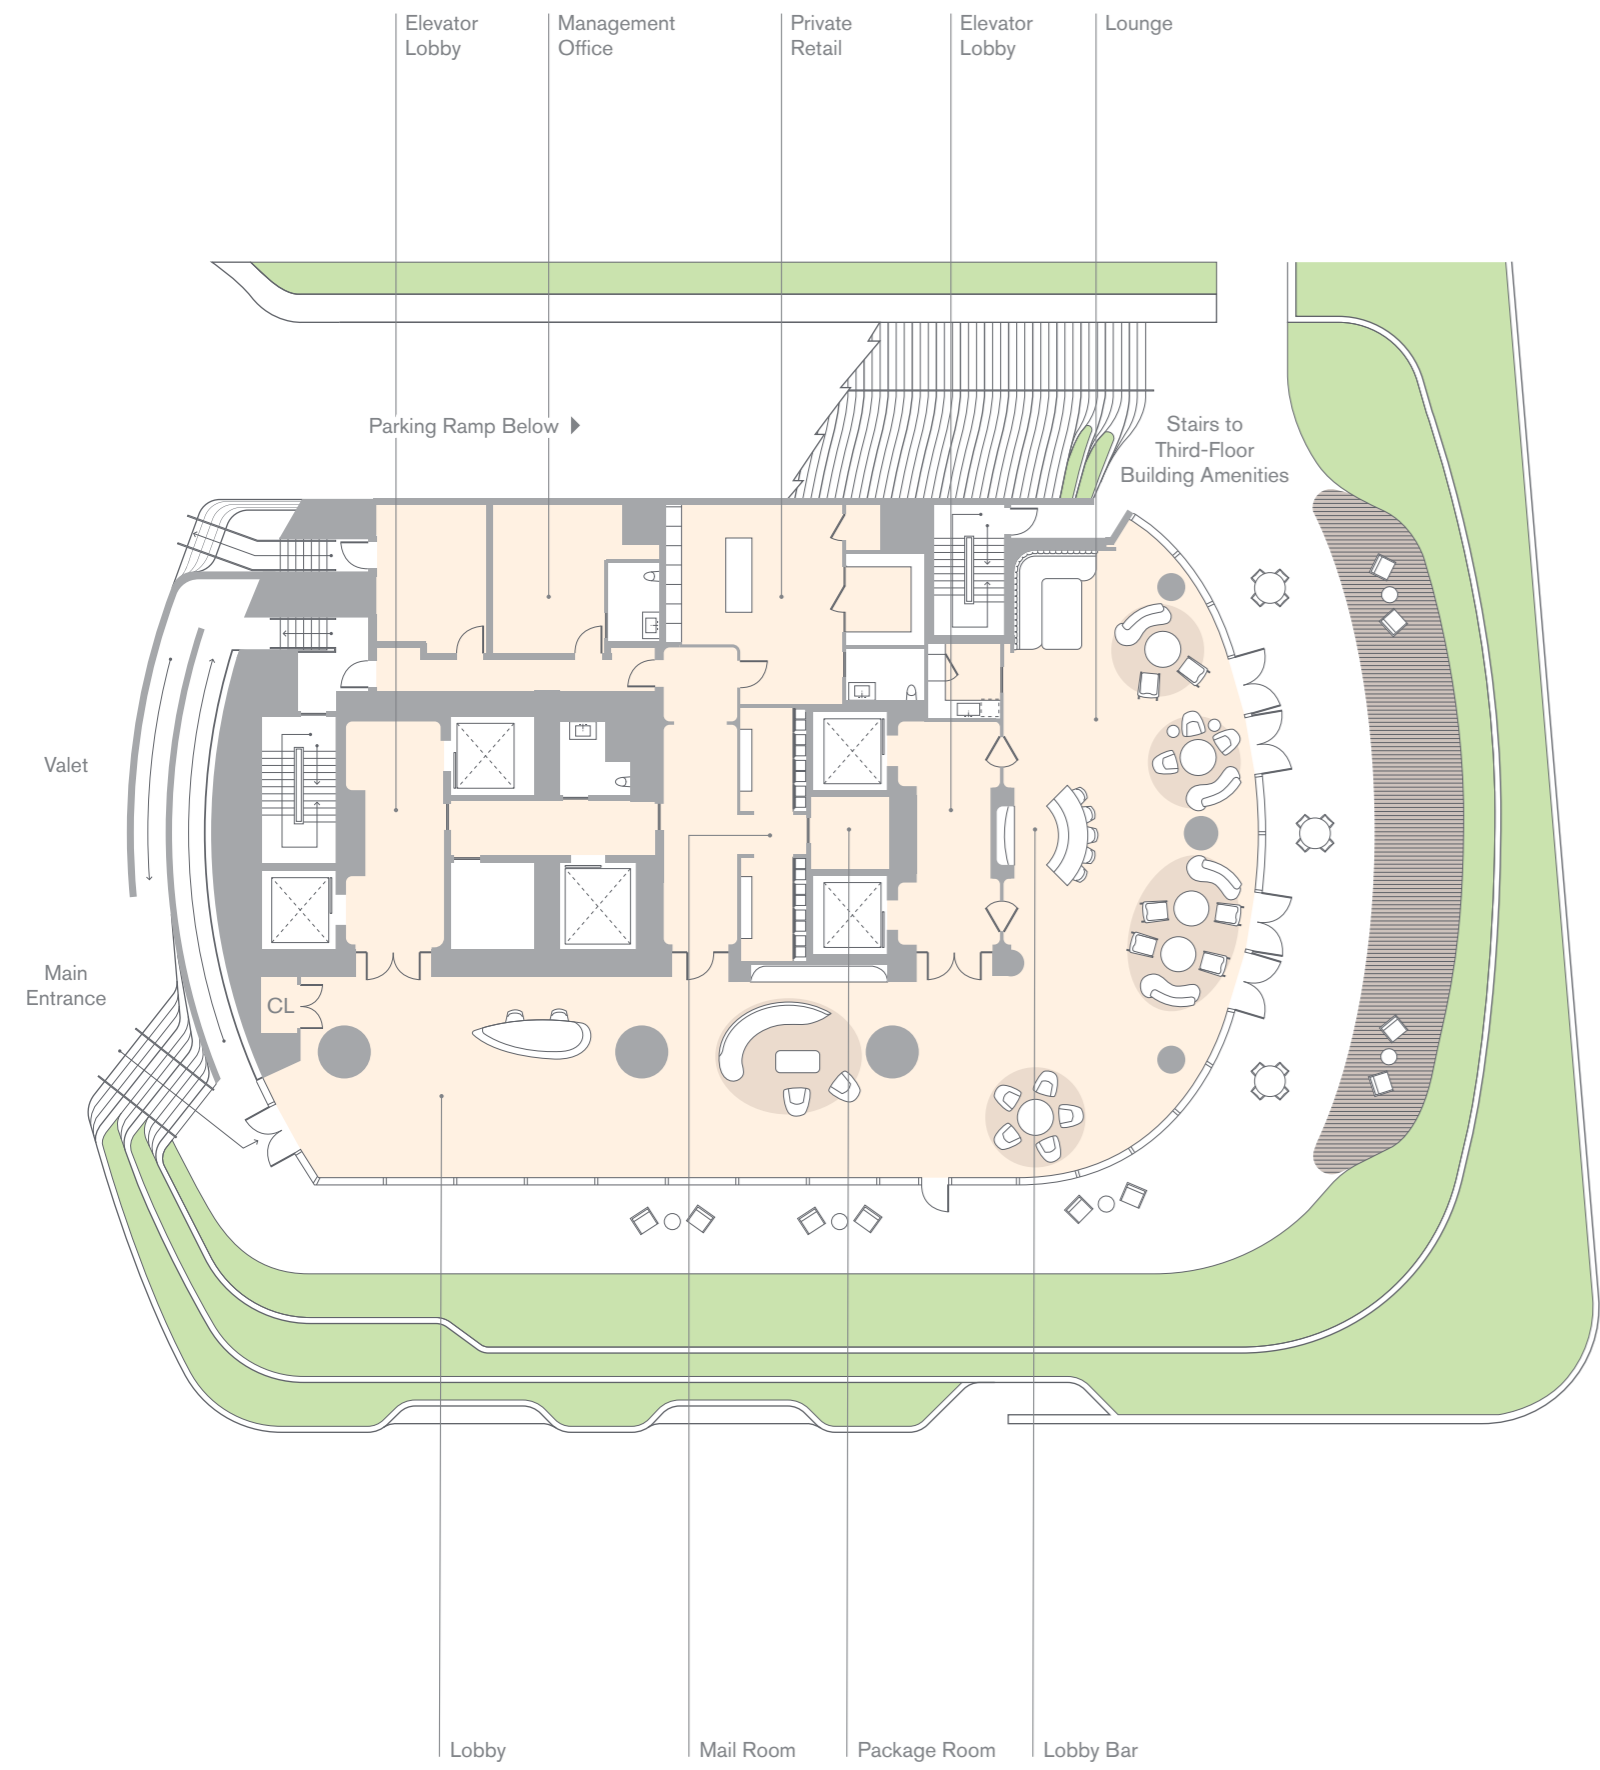 Elevator
Lobby
Management
Office
Private
Retail
Elevator
Lobby
Lounge
Parking Ramp Below
Stairs to
Third-Floor
Building Amenities
Valet
Main
Entrance
CL
Lobby
Mail Room
Package Room
Lobby Bar